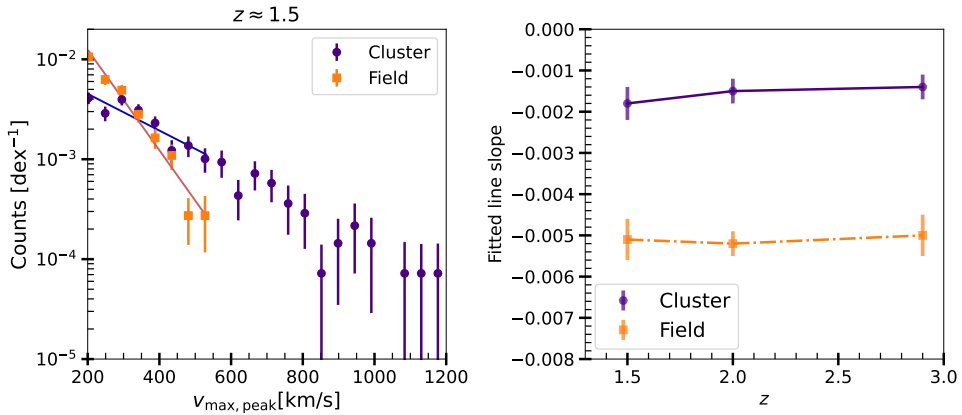 z ≈ 1.5
Counts [dex⁻¹]
10⁻²
10⁻³
10⁻⁴
10⁻⁵
Cluster
Field
200 400 600 800 1000 1200
v_max, peak[km/s]
Fitted line slope
0.000
−0.001
−0.002
−0.003
−0.004
−0.005
−0.006
−0.007
−0.008
Cluster
Field
1.5 2.0 2.5 3.0
z